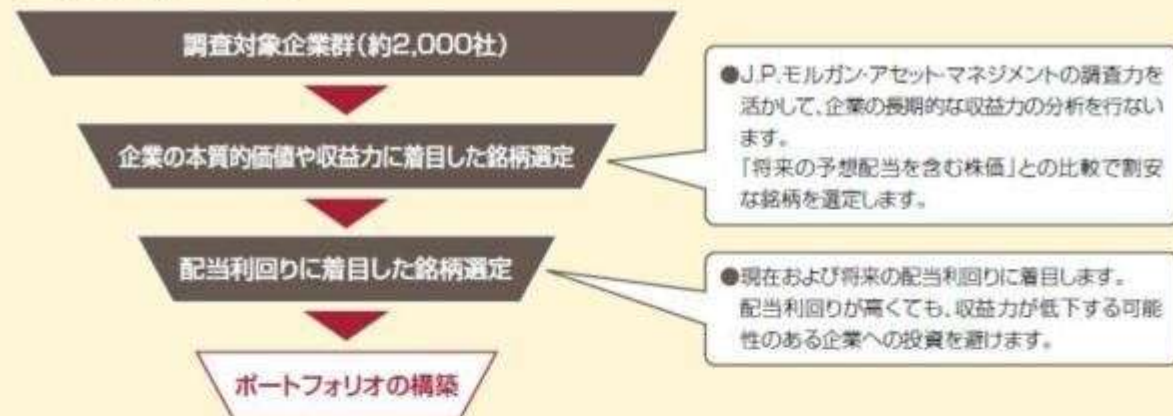 調査対象企業群(約2,000社)
企業の本質的価値や収益力に着目した銘柄選定
●J.P.モルガン・アセット・マネジメントの調査力を
活かして、企業の長期的な収益力の分析を行ない
ます。
「将来の予想配当を含む株価」との比較で割安
な銘柄を選定します。
配当利回りに着目した銘柄選定
●現在および将来の配当利回りに着目します。
配当利回りが高くても、収益力が低下する可能
性のある企業への投資を避けます。
ポートフォリオの構築